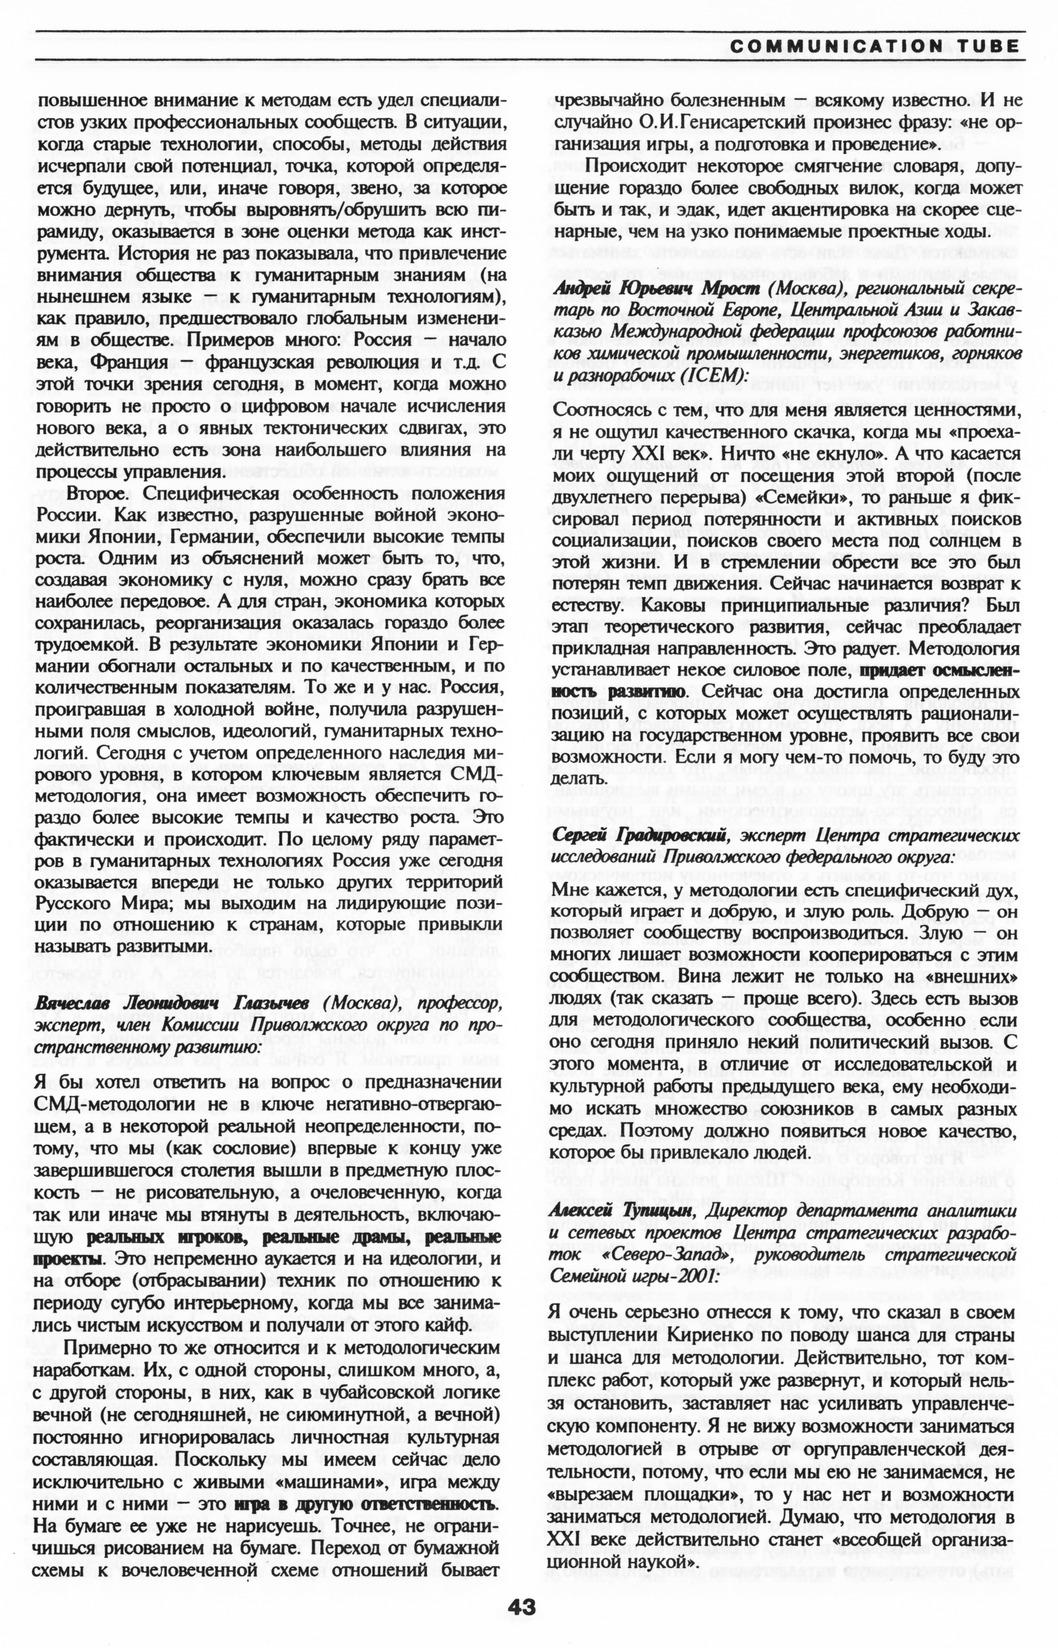 COMMUNICATION TUBE
повышенное внимание к методам есть удел специали-
стов узких профессиональных сообществ. В ситуации,
когда старые технологии, способы, методы действия
исчерпали свой потенциал, точка, которой определя-
ется будущее, или, иначе говоря, звено, за которое
можно дернуть, чтобы выровнять/обрушить всю пи-
рамиду, оказывается в зоне оценки метода как инст-
румента. История не раз показывала, что привлечение
внимания общества к гуманитарным знаниям (на
нынешнем языке — к гуманитарным технологиям),
как правило, предшествовало глобальным изменени-
ям в обществе. Примеров много: Россия — начало
века, Франция — французская революция и т.д. С
этой точки зрения сегодня, в момент, когда можно
говорить не просто о цифровом начале исчисления
нового века, а о явных тектонических сдвигах, это
действительно есть зона наибольшего влияния на
процессы управления.
Второе. Специфическая особенность положения
России. Как известно, разрушенные войной эконо-
мики Японии, Германии, обеспечили высокие темпы
роста. Одним из объяснений может быть то, что,
создавая экономику с нуля, можно сразу брать все
наиболее передовое. А для стран, экономика которых
сохранилась, реорганизация оказалась гораздо более
трудоемкой. В результате экономики Японии и Гер-
мании обогнали остальных и по качественным, и по
количественным показателям. То же и у нас. Россия,
проигравшая в холодной войне, получила разрушен-
ными поля смыслов, идеологий, гуманитарных техно-
логий. Сегодня с учетом определенного наследия ми-
рового уровня, в котором ключевым является СМД-
методология, она имеет возможность обеспечить го-
раздо более высокие темпы и качество роста. Это
фактически и происходит. По целому ряду парамет-
ров в гуманитарных технологиях Россия уже сегодня
оказывается впереди не только других территорий
Русского Мира; мы выходим на лидирующие пози-
ции по отношению к странам, которые привыкли
называть развитыми.
Вячеслав Леонидович Глазычев (Москва), профессор,
эксперт, член Комиссии Приволжского округа по про-
странственному развитию:
Я бы хотел ответить на вопрос о предназначении
СМД-методологии не в ключе негативно-отвергаю-
щем, а в некоторой реальной неопределенности, по-
тому, что мы (как сословие) впервые к концу уже
завершившегося столетия вышли в предметную плос-
кость — не рисовательную, а очеловеченную, когда
так или иначе мы втянуты в деятельность, включаю-
щую реальных игроков, реальные драмы, реальные
проекты. Это непременно аукается и на идеологии, и
на отборе (отбрасывании) техник по отношению к
периоду сугубо интерьерному, когда мы все занима-
лись чистым искусством и получали от этого кайф.
Примерно то же относится и к методологическим
наработкам. Их, с одной стороны, слишком много, а,
с другой стороны, в них, как в чубайсовской логике
вечной (не сегодняшней, не сиюминутной, а вечной)
постоянно игнорировалась личностная культурная
составляющая. Поскольку мы имеем сейчас дело
исключительно с живыми «машинами», игра между
ними и с ними — это игра в другую ответственность.
На бумаге ее уже не нарисуешь. Точнее, не ограни-
чишься рисованием на бумаге. Переход от бумажной
схемы к вочеловеченной схеме отношений бывает
чрезвычайно болезненным — всякому известно. И не
случайно О.И.Генисаретский произнес фразу: «не ор-
ганизация игры, а подготовка и проведение».
Происходит некоторое смягчение словаря, допу-
щение гораздо более свободных вилок, когда может
быть и так, и эдак, идет акцентировка на скорее сце-
нарные, чем на узко понимаемые проектные ходы.
Андрей Юрьевич Мрост (Москва), региональный секре-
тарь по Восточной Европе, Центральной Азии и Закав-
казью Международной федерации профсоюзов работни-
ков химической промышленности, энергетиков, горняков
и разнорабочих (ICEM):
Соотносясь с тем, что для меня является ценностями,
я не ощутил качественного скачка, когда мы «проеха-
ли черту XXI век». Ничто «не екнуло». А что касается
моих ощущений от посещения этой второй (после
двухлетнего перерыва) «Семейки», то раньше я фик-
сировал период потерянности и активных поисков
социализации, поисков своего места под солнцем в
этой жизни. И в стремлении обрести все это был
потерян темп движения. Сейчас начинается возврат к
естеству. Каковы принципиальные различия? Был
этап теоретического развития, сейчас преобладает
прикладная направленность. Это радует. Методология
устанавливает некое силовое поле, придает осмыслен-
ность развитию. Сейчас она достигла определенных
позиций, с которых может осуществлять рационали-
зацию на государственном уровне, проявить все свои
возможности. Если я могу чем-то помочь, то буду это
делать.
Сергей Градировский, эксперт Центра стратегических
исследований Приволжского федерального округа:
Мне кажется, у методологии есть специфический дух,
который играет и добрую, и злую роль. Добрую — он
позволяет сообществу воспроизводиться. Злую — он
многих лишает возможности кооперироваться с этим
сообществом. Вина лежит не только на «внешних»
людях (так сказать — проще всего). Здесь есть вызов
для методологического сообщества, особенно если
оно сегодня приняло некий политический вызов. С
этого момента, в отличие от исследовательской и
культурной работы предыдущего века, ему необходи-
мо искать множество союзников в самых разных
средах. Поэтому должно появиться новое качество,
которое бы привлекало людей.
Алексей Тупицын, Директор департамента аналитики
и сетевых проектов Центра стратегических разрабо-
ток «Северо-Запад», руководитель стратегической
Семейной игры-2001:
Я очень серьезно отнесся к тому, что сказал в своем
выступлении Кириенко по поводу шанса для страны
и шанса для методологии. Действительно, тот ком-
плекс работ, который уже развернут, и который нель-
зя остановить, заставляет нас усиливать управленче-
скую компоненту. Я не вижу возможности заниматься
методологией в отрыве от оргуправленческой дея-
тельности, потому, что если мы ею не занимаемся, не
«вырезаем площадки», то у нас нет и возможности
заниматься методологией. Думаю, что методология в
XXI веке действительно станет «всеобщей организа-
ционной наукой».
43